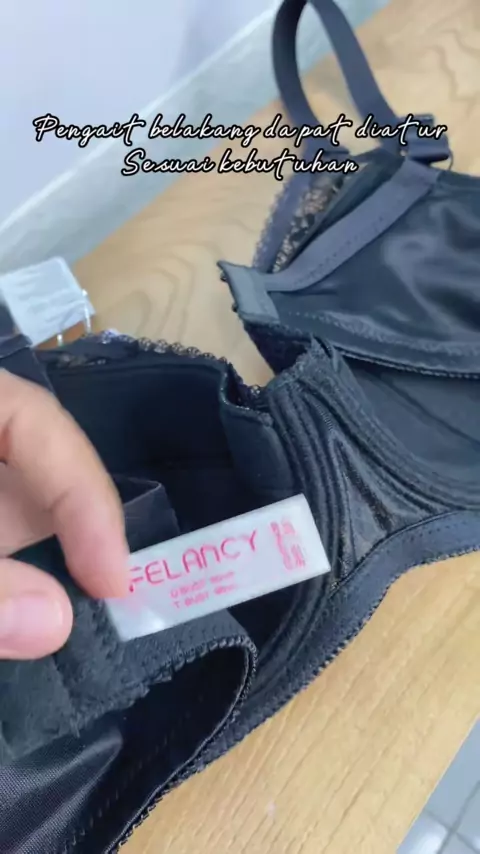 Pengait belakang dapat diatur
Sesuai kebutuhan
FELANCY